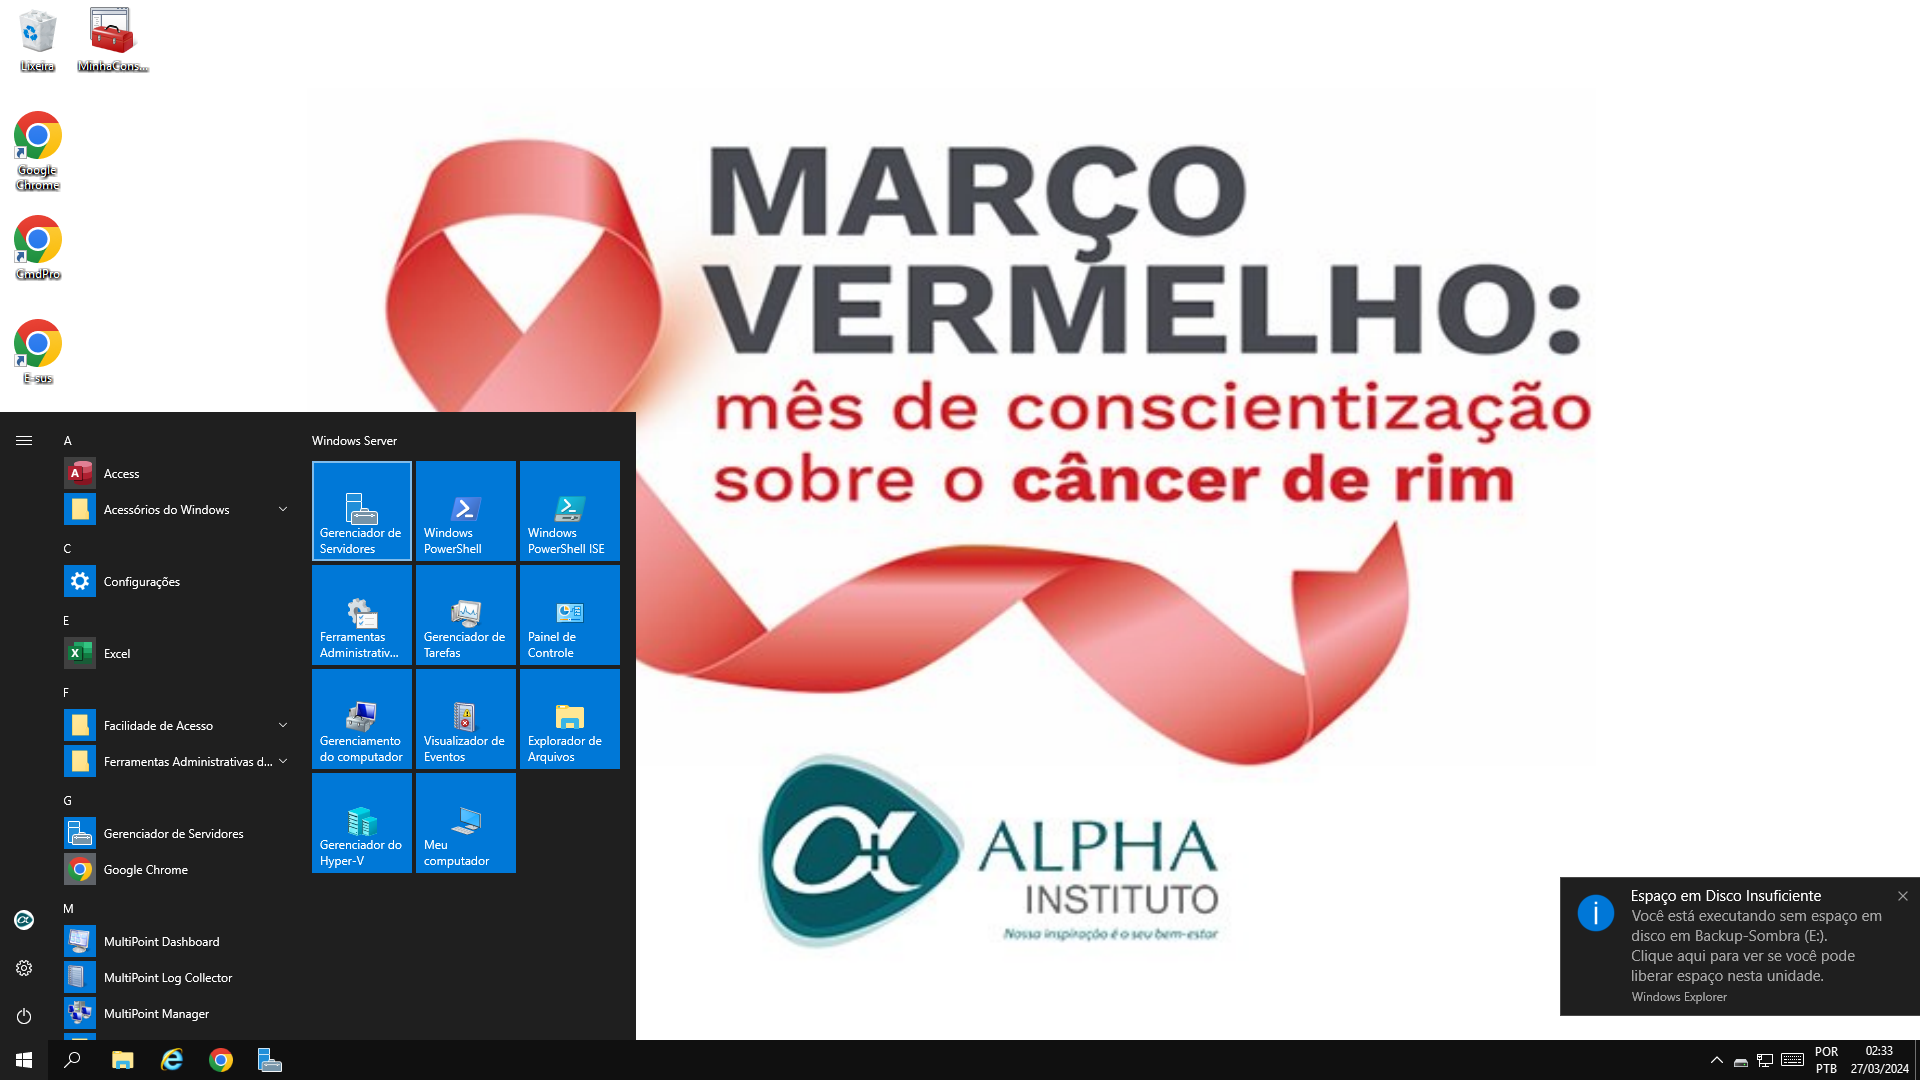 Lixeira
MinhaCons...
Google
Chrome
CmdPro
E-sus
MARÇO
VERMELHO:
mês de conscientização
sobre o câncer de rim
ALPHA
INSTITUTO
Nossa inspiração é o seu bem-estar
A
Access
Acessórios do Windows
C
Configurações
E
Excel
F
Facilidade de Acesso
Ferramentas Administrativas d...
G
Gerenciador de Servidores
Google Chrome
M
MultiPoint Dashboard
MultiPoint Log Collector
MultiPoint Manager
Windows Server
Gerenciador de
Servidores
Windows
PowerShell
Windows
PowerShell ISE
Ferramentas
Administrativ...
Gerenciador de
Tarefas
Painel de
Controle
Gerenciamento
do computador
Visualizador de
Eventos
Explorador de
Arquivos
Gerenciador do
Hyper-V
Meu
computador
Espaço em Disco Insuficiente
Você está executando sem espaço em
disco em Backup-Sombra (E:).
Clique aqui para ver se você pode
liberar espaço nesta unidade.
Windows Explorer
POR
PTB
02:33
27/03/2024